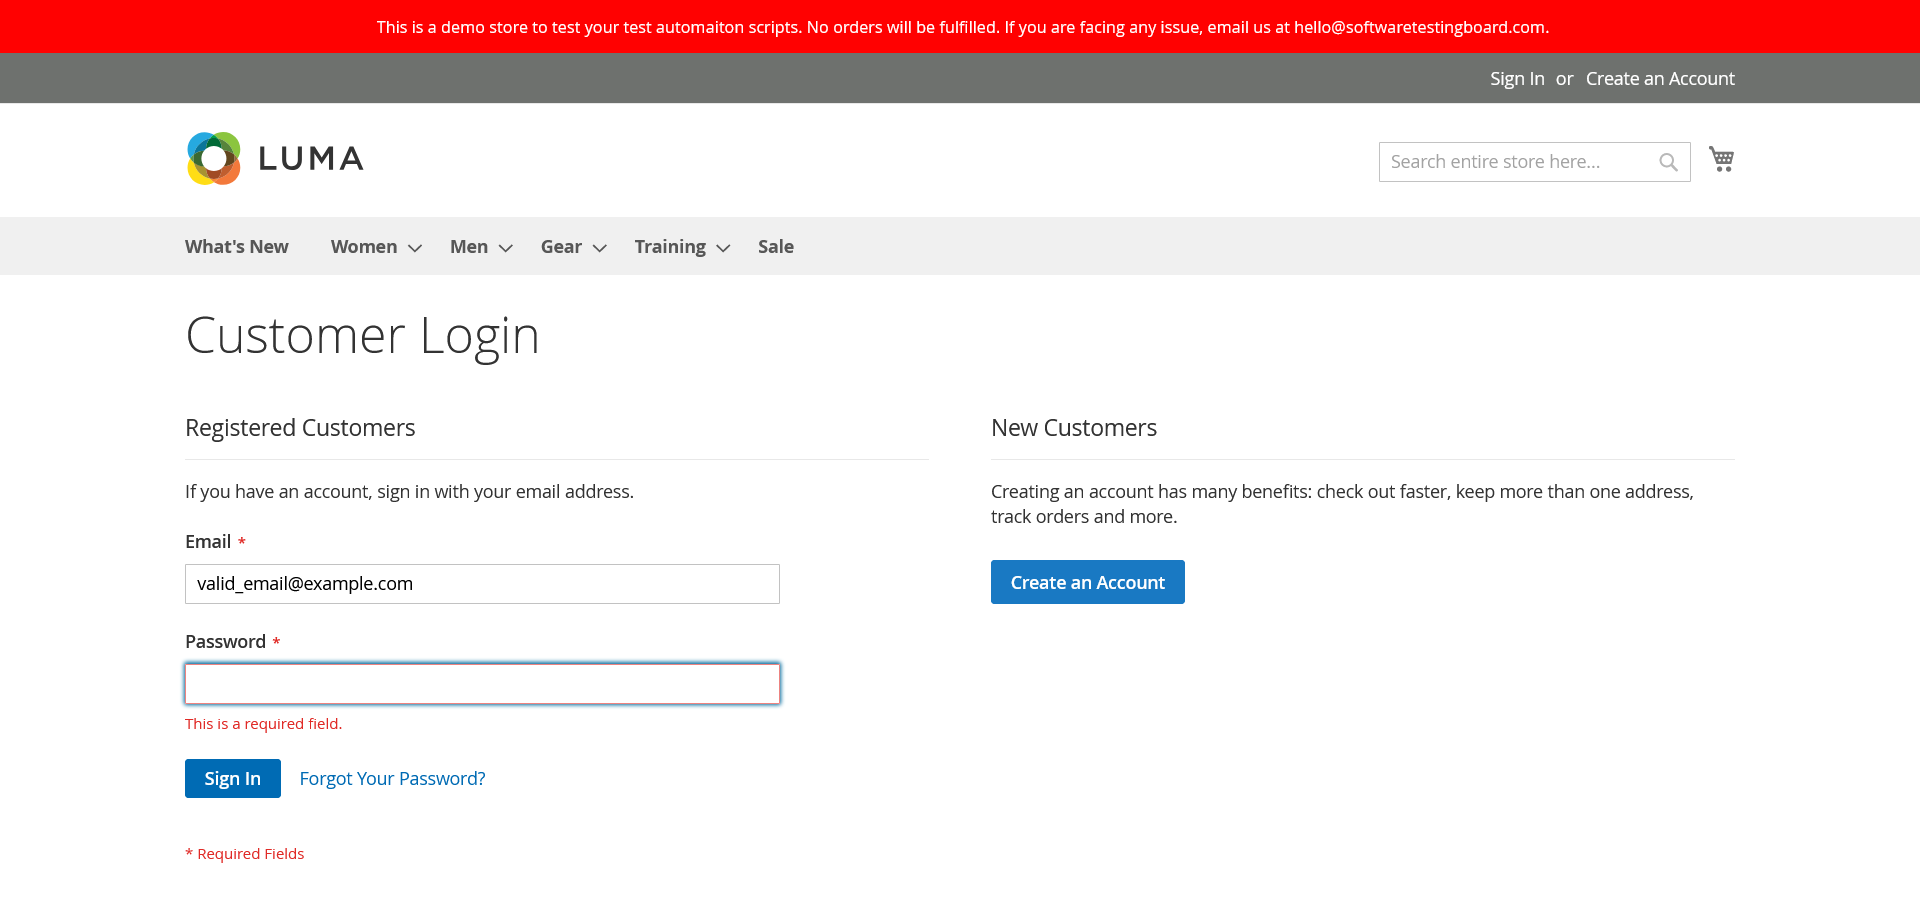 This is a demo store to test your test automaiton scripts. No orders will be fulfilled. If you are facing any issue, email us at hello@softwaretestingboard.com.
Sign In or Create an Account
LUMA
Search entire store here...
What's New Women Men Gear Training Sale
Customer Login
Registered Customers
If you have an account, sign in with your email address.
Email *
valid_email@example.com
Password *
This is a required field.
Sign In Forgot Your Password?
* Required Fields
New Customers
Creating an account has many benefits: check out faster, keep more than one address,
track orders and more.
Create an Account